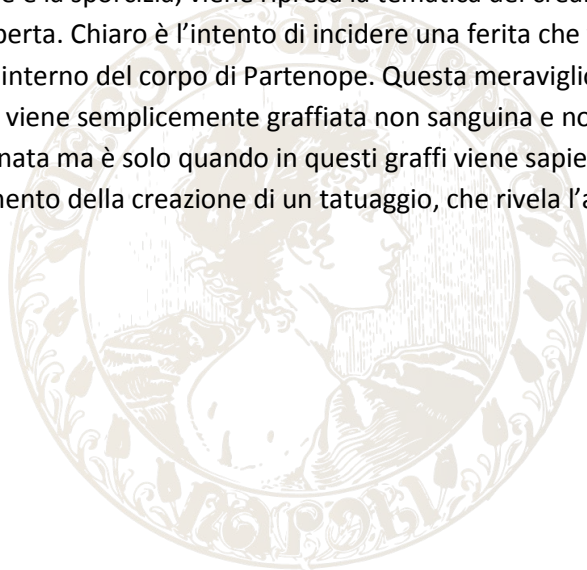 e e la sporcizia, viene ripresa la tematica del
perta. Chiaro è l’intento di incidere una ferita che
interno del corpo di Partenope. Questa meraviglio
viene semplicemente graffiata non sanguina e no
nata ma è solo quando in questi graffi viene sapie
mento della creazione di un tatuaggio, che rivela l’a
napoli